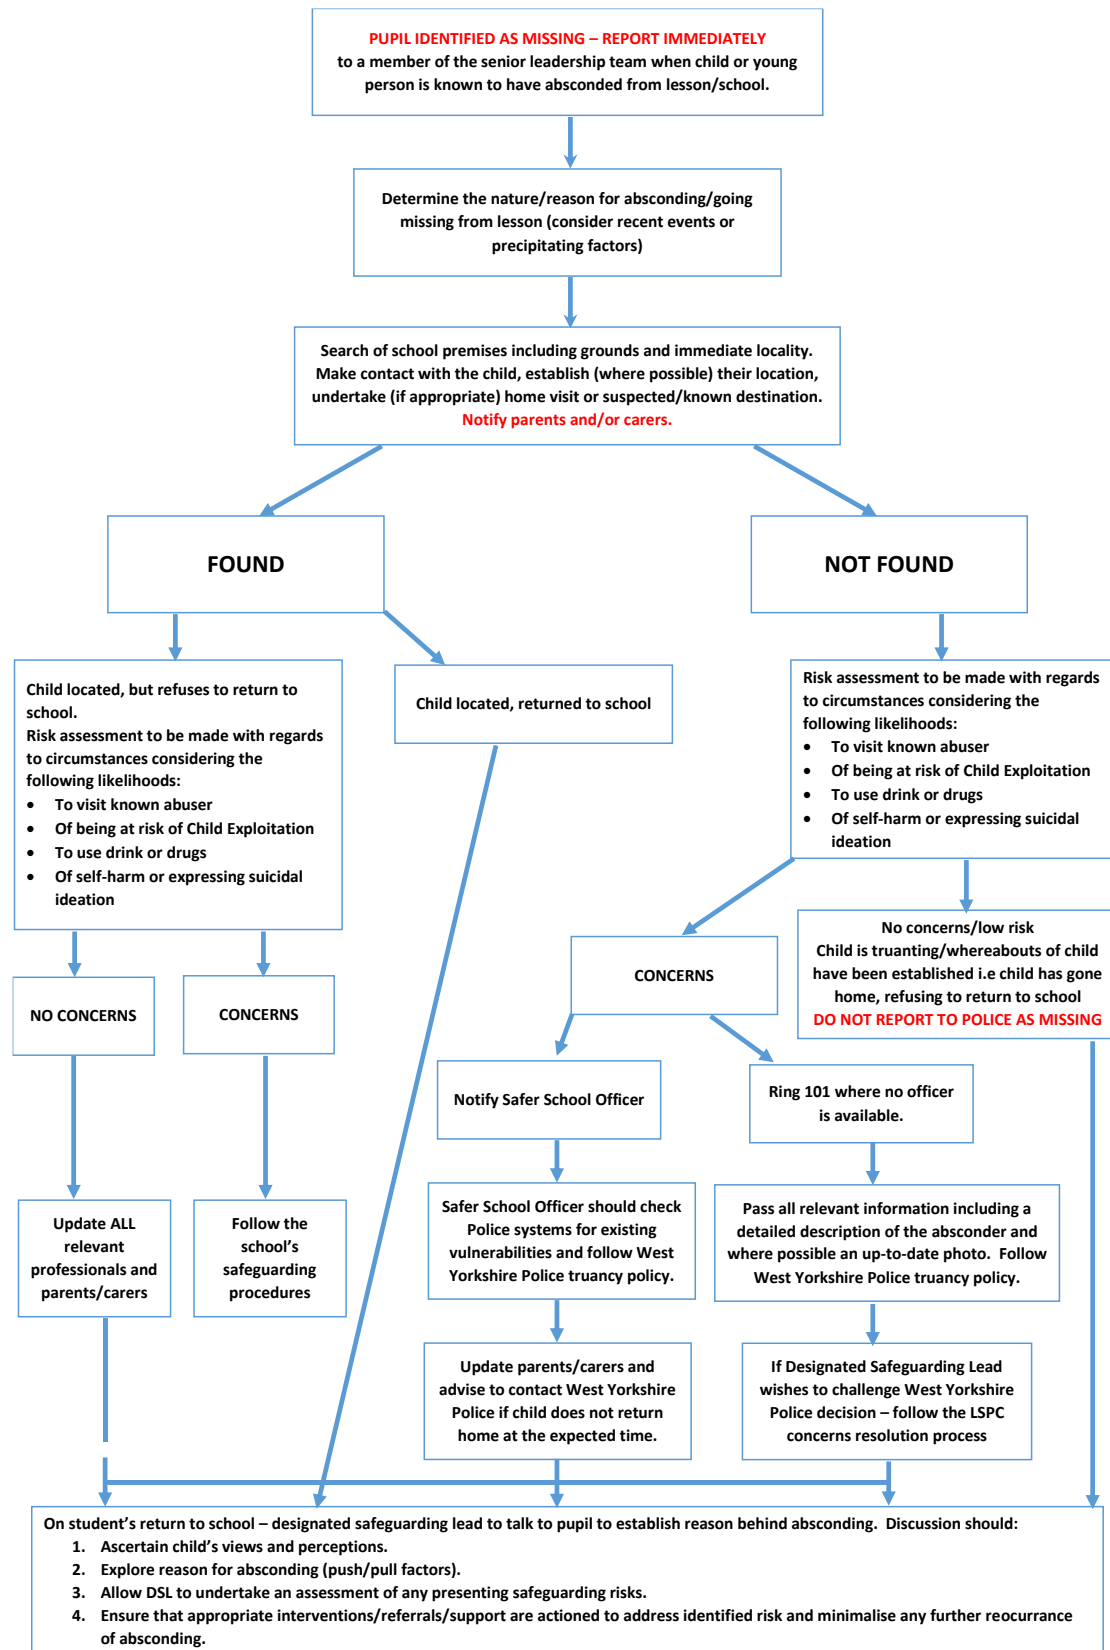 PUPIL IDENTIFIED AS MISSING – REPORT IMMEDIATELY
to a member of the senior leadership team when child or young
person is known to have absconded from lesson/school.
Determine the nature/reason for absconding/going
missing from lesson (consider recent events or
precipitating factors)
Search of school premises including grounds and immediate locality.
Make contact with the child, establish (where possible) their location,
undertake (if appropriate) home visit or suspected/known destination.
Notify parents and/or carers.
FOUND
NOT FOUND
Child located, but refuses to return to
school.
Risk assessment to be made with regards
to circumstances considering the
following likelihoods:
• To visit known abuser
• Of being at risk of Child Exploitation
• To use drink or drugs
• Of self-harm or expressing suicidal
ideation
Child located, returned to school
Risk assessment to be made with regards
to circumstances considering the
following likelihoods:
• To visit known abuser
• Of being at risk of Child Exploitation
• To use drink or drugs
• Of self-harm or expressing suicidal
ideation
NO CONCERNS
CONCERNS
CONCERNS
No concerns/low risk
Child is truanting/whereabouts of child
have been established i.e child has gone
home, refusing to return to school
DO NOT REPORT TO POLICE AS MISSING
Notify Safer School Officer
Ring 101 where no officer
is available.
Update ALL
relevant
professionals and
parents/carers
Follow the
school's
safeguarding
procedures
Safer School Officer should check
Police systems for existing
vulnerabilities and follow West
Yorkshire Police truancy policy.
Pass all relevant information including a
detailed description of the absconder and
where possible an up-to-date photo. Follow
West Yorkshire Police truancy policy.
Update parents/carers and
advise to contact West Yorkshire
Police if child does not return
home at the expected time.
If Designated Safeguarding Lead
wishes to challenge West Yorkshire
Police decision – follow the LSPC
concerns resolution process
On student's return to school – designated safeguarding lead to talk to pupil to establish reason behind absconding. Discussion should:
1. Ascertain child's views and perceptions.
2. Explore reason for absconding (push/pull factors).
3. Allow DSL to undertake an assessment of any presenting safeguarding risks.
4. Ensure that appropriate interventions/referrals/support are actioned to address identified risk and minimalise any further reocurrance
of absconding.